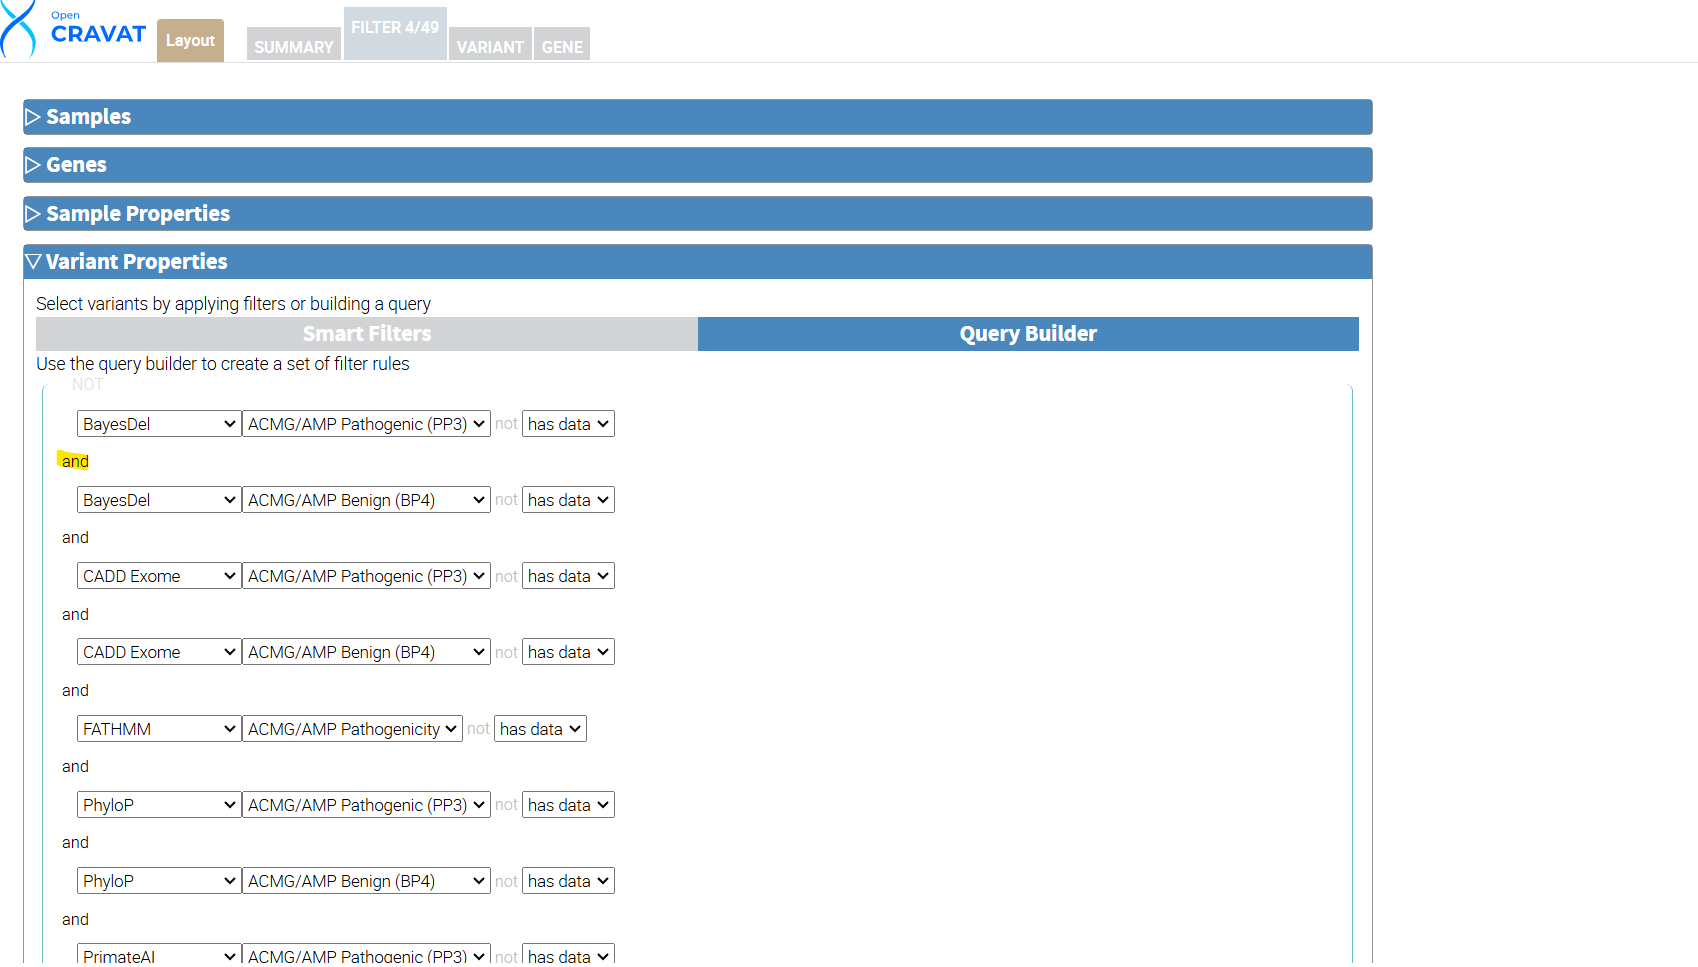 Open
CRAVAT
Layout
SUMMARY
FILTER 4/49
VARIANT
GENE
Samples
Genes
Sample Properties
Variant Properties
Select variants by applying filters or building a query
Smart Filters
Query Builder
Use the query builder to create a set of filter rules
NOT
BayesDel ACMG/AMP Pathogenic (PP3) not has data
and
BayesDel ACMG/AMP Benign (BP4) not has data
and
CADD Exome ACMG/AMP Pathogenic (PP3) not has data
and
CADD Exome ACMG/AMP Benign (BP4) not has data
and
FATHMM ACMG/AMP Pathogenicity not has data
and
PhyloP ACMG/AMP Pathogenic (PP3) not has data
and
PhyloP ACMG/AMP Benign (BP4) not has data
and
PrimateAI ACMG/AMP Pathogenic (PP3) not has data